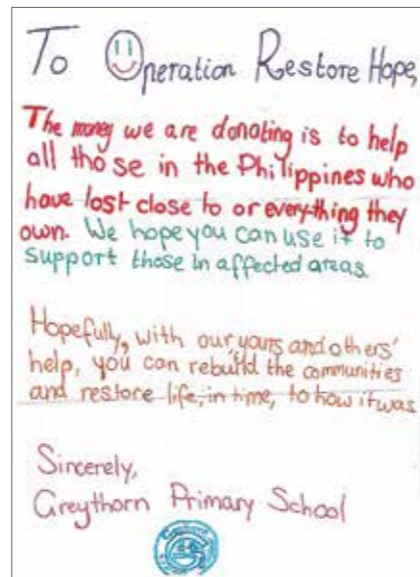 To Operation Restore Hope,
The money we are donating is to help
all those in the Philippines who
have lost close to or everything they
own. We hope you can use it to
support those in affected areas.
Hopefully, with our, yours and others'
help, you can rebuild the communities
and restore life, in time, to how it was
Sincerely,
Greythorn Primary School